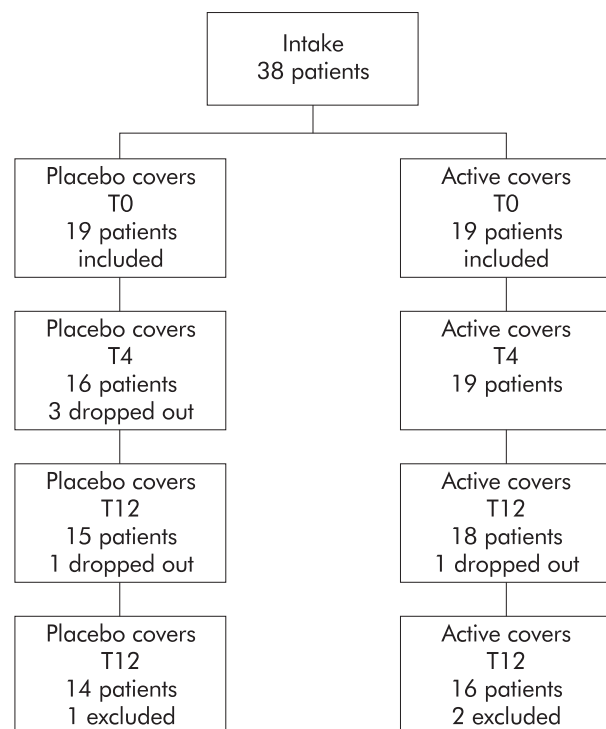 Intake
38 patients
Placebo covers
T0
19 patients
included
Active covers
T0
19 patients
included
Placebo covers
T4
16 patients
3 dropped out
Active covers
T4
19 patients
Placebo covers
T12
15 patients
1 dropped out
Active covers
T12
18 patients
1 dropped out
Placebo covers
T12
14 patients
1 excluded
Active covers
T12
16 patients
2 excluded